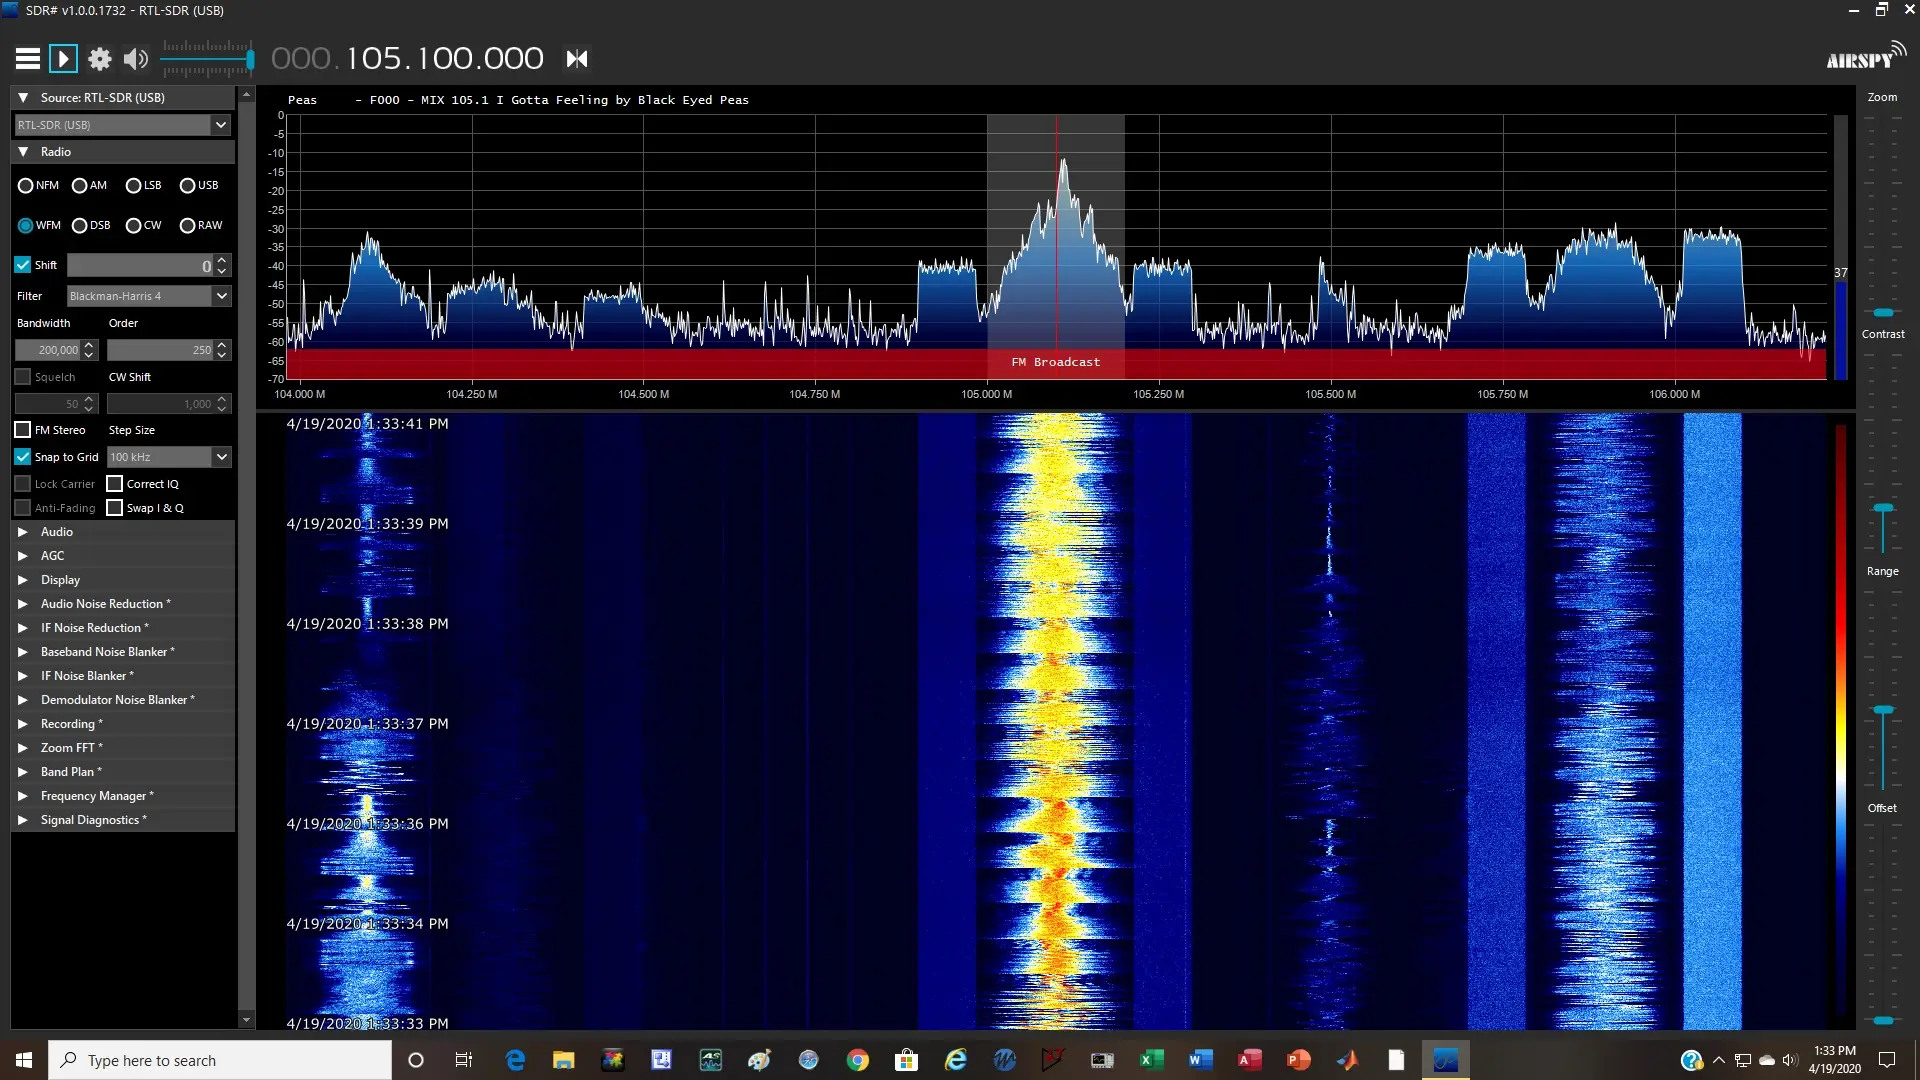 SDR# v1.0.0.1732 - RTL-SDR (USB)
000.105.100.000
AIRSPY
Source: RTL-SDR (USB)
RTL-SDR (USB)
Radio
NFM AM LSB USB
WFM DSB CW RAW
Shift 0
Filter Blackman-Harris 4
Bandwidth Order
200,000 250
Squelch CW Shift
50 1,000
FM Stereo Step Size
Snap to Grid 100 kHz
Lock Carrier Correct IQ
Anti-Fading Swap I & Q
Audio
AGC
Display
Audio Noise Reduction *
IF Noise Reduction *
Baseband Noise Blanker *
IF Noise Blanker *
Demodulator Noise Blanker *
Recording *
Zoom FFT *
Band Plan *
Frequency Manager *
Signal Diagnostics *
Peas - F000 - MIX 105.1 I Gotta Feeling by Black Eyed Peas
0
-5
-10
-15
-20
-25
-30
-35
-40
-45
-50
-55
-60
-65
-70
FM Broadcast
104.000 M 104.250 M 104.500 M 104.750 M 105.000 M 105.250 M 105.500 M 105.750 M 106.000 M
37
4/19/2020 1:33:41 PM
4/19/2020 1:33:39 PM
4/19/2020 1:33:38 PM
4/19/2020 1:33:37 PM
4/19/2020 1:33:36 PM
4/19/2020 1:33:34 PM
4/19/2020 1:33:33 PM
Zoom
Contrast
Range
Offset
Type here to search
1:33 PM
4/19/2020